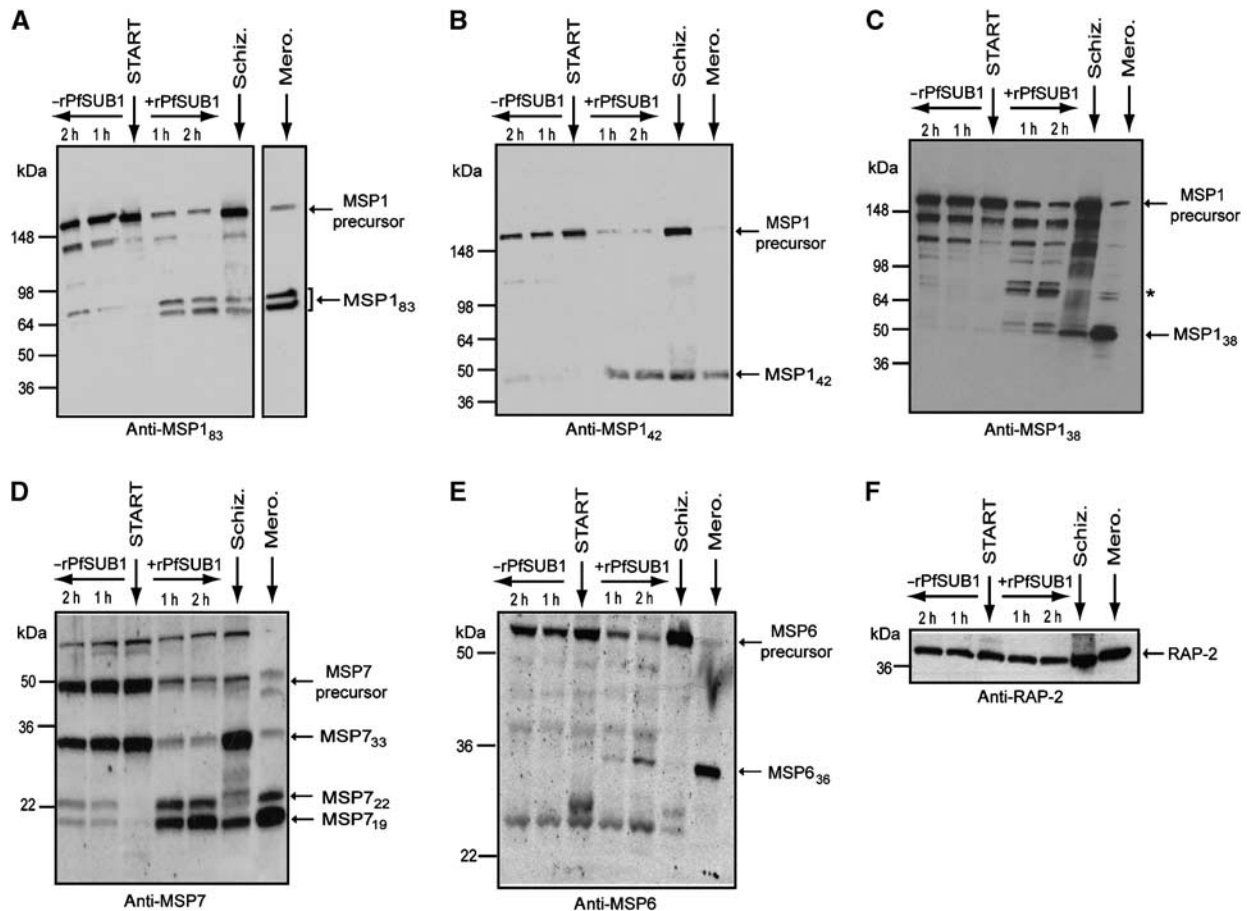 A
START
Schiz.
Mero.
–rPfSUB1
+rPfSUB1
2 h 1 h 1 h 2 h
kDa
148
98
64
50
36
MSP1 precursor
MSP1₈₃
Anti-MSP1₈₃
B
START
Schiz.
Mero.
–rPfSUB1
+rPfSUB1
2 h 1 h 1 h 2 h
kDa
148
98
64
50
36
MSP1 precursor
MSP1₄₂
Anti-MSP1₄₂
C
START
Schiz.
Mero.
–rPfSUB1
+rPfSUB1
2 h 1 h 1 h 2 h
kDa
148
98
64
50
36
MSP1 precursor
*
MSP1₃₈
Anti-MSP1₃₈
D
START
Schiz.
Mero.
–rPfSUB1
+rPfSUB1
2 h 1 h 1 h 2 h
kDa
50
36
22
MSP7 precursor
MSP7₃₃
MSP7₂₂
MSP7₁₉
Anti-MSP7
E
START
Schiz.
Mero.
–rPfSUB1
+rPfSUB1
2 h 1 h 1 h 2 h
kDa
50
36
22
MSP6 precursor
MSP6₃₆
Anti-MSP6
F
START
Schiz.
Mero.
–rPfSUB1
+rPfSUB1
2 h 1 h 1 h 2 h
kDa
36
RAP-2
Anti-RAP-2